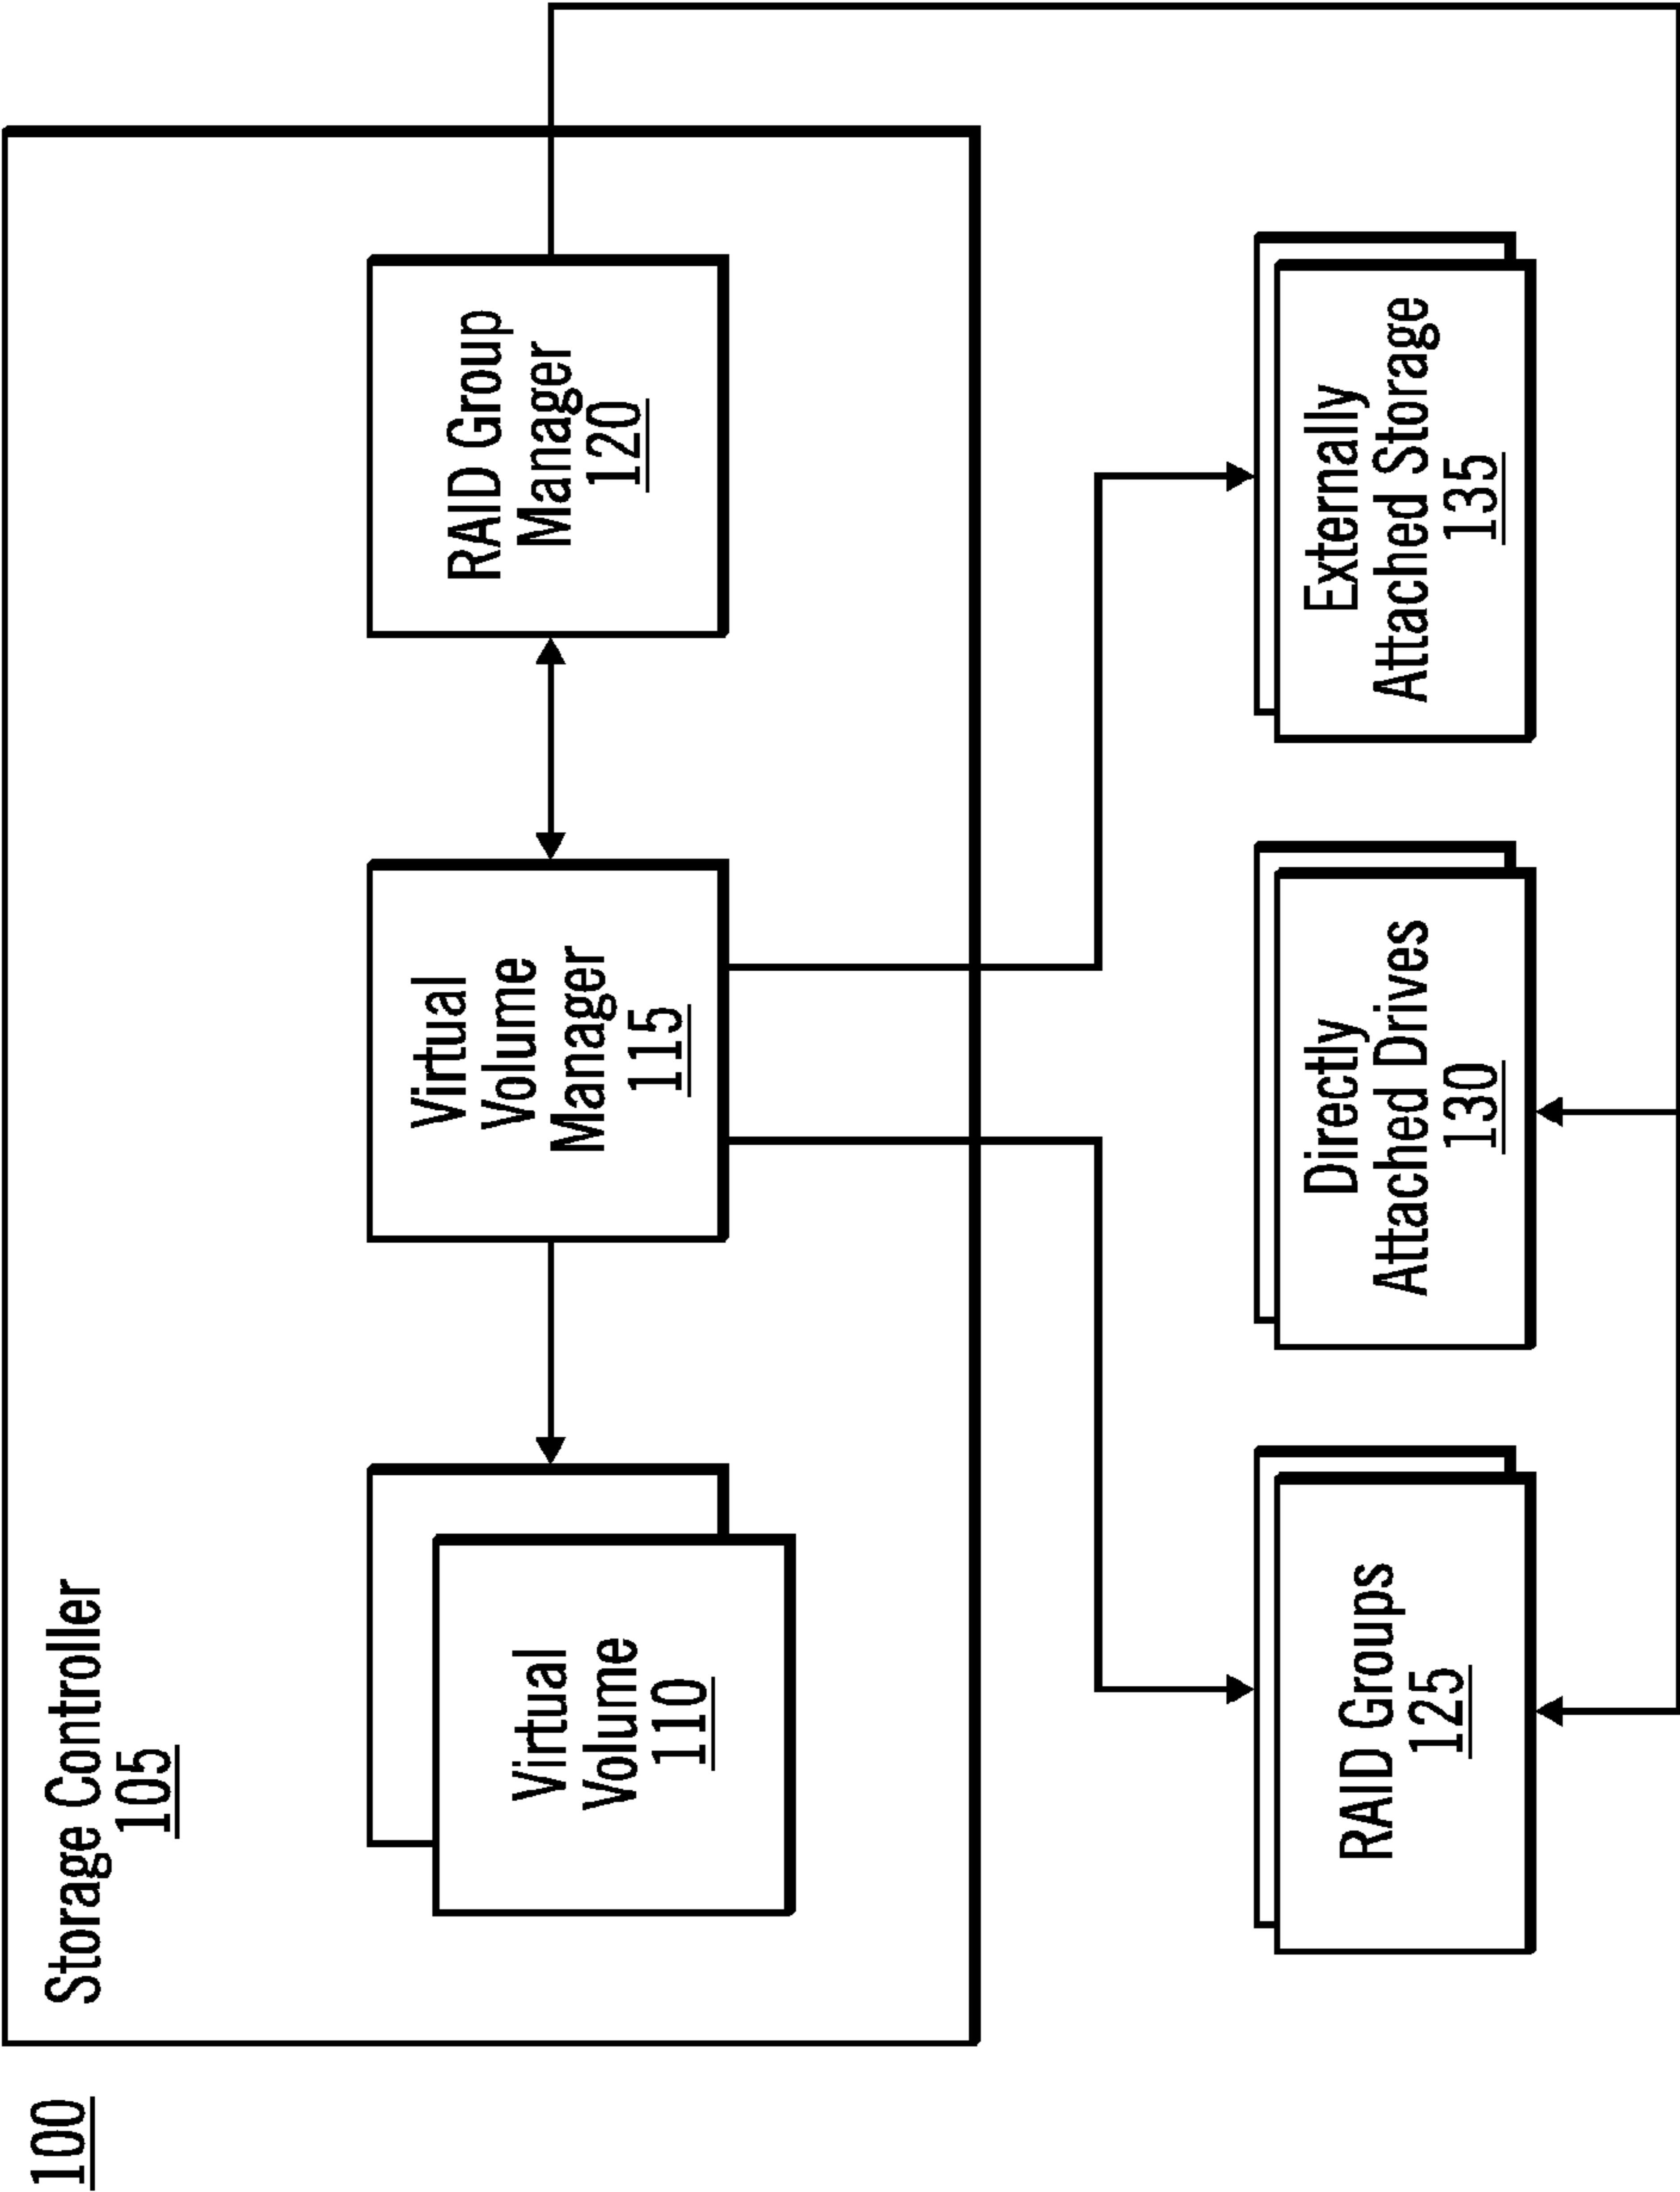 100
Storage Controller
105
Virtual
Volume
110
Virtual
Volume
Manager
115
RAID Group
Manager
120
RAID Groups
125
Directly
Attached Drives
130
Externally
Attached Storage
135